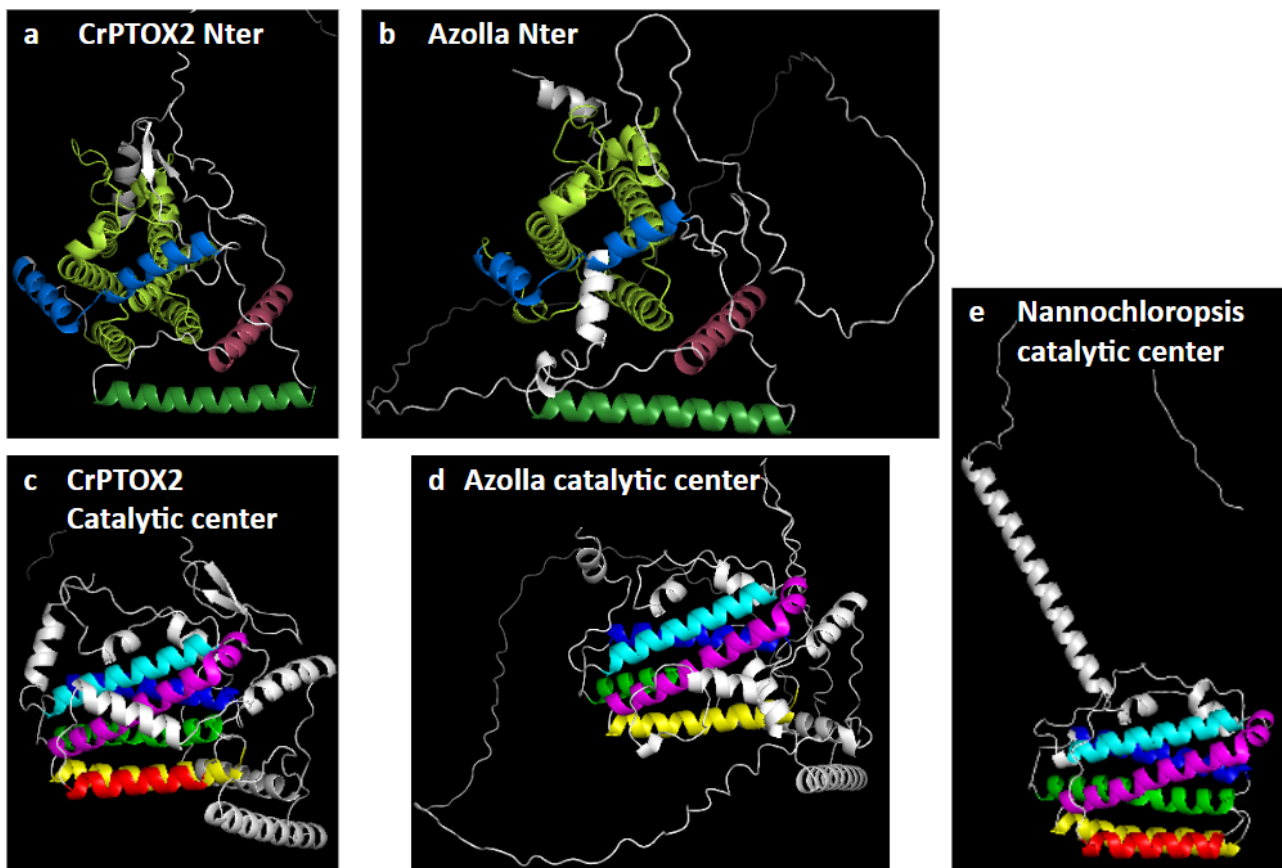 a CrPTOX2 Nter
b Azolla Nter
c CrPTOX2
Catalytic center
d Azolla catalytic center
e Nannochloropsis
catalytic center